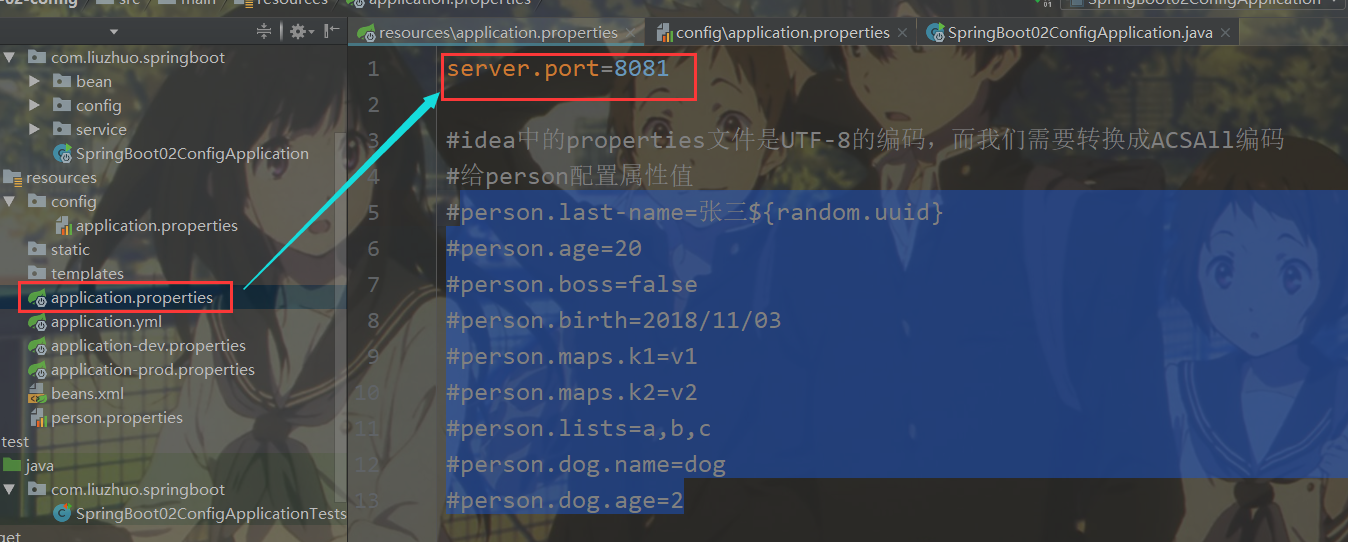 02-config
src
main
resources
application.properties
SpringBoot02ConfigApplication
resources\application.properties
config\application.properties
SpringBoot02ConfigApplication.java
com.liuzhuo.springboot
bean
config
service
SpringBoot02ConfigApplication
resources
config
application.properties
static
templates
application.properties
application.yml
application-dev.properties
application-prod.properties
beans.xml
person.properties
test
java
com.liuzhuo.springboot
SpringBoot02ConfigApplicationTests
get
1 server.port=8081
2
3 #idea中的properties文件是UTF-8的编码，而我们需要转换成ACSAll编码
4 #给person配置属性值
5 #person.last-name=张三${random.uuid}
6 #person.age=20
7 #person.boss=false
8 #person.birth=2018/11/03
9 #person.maps.k1=v1
10 #person.maps.k2=v2
11 #person.lists=a,b,c
12 #person.dog.name=dog
13 #person.dog.age=2